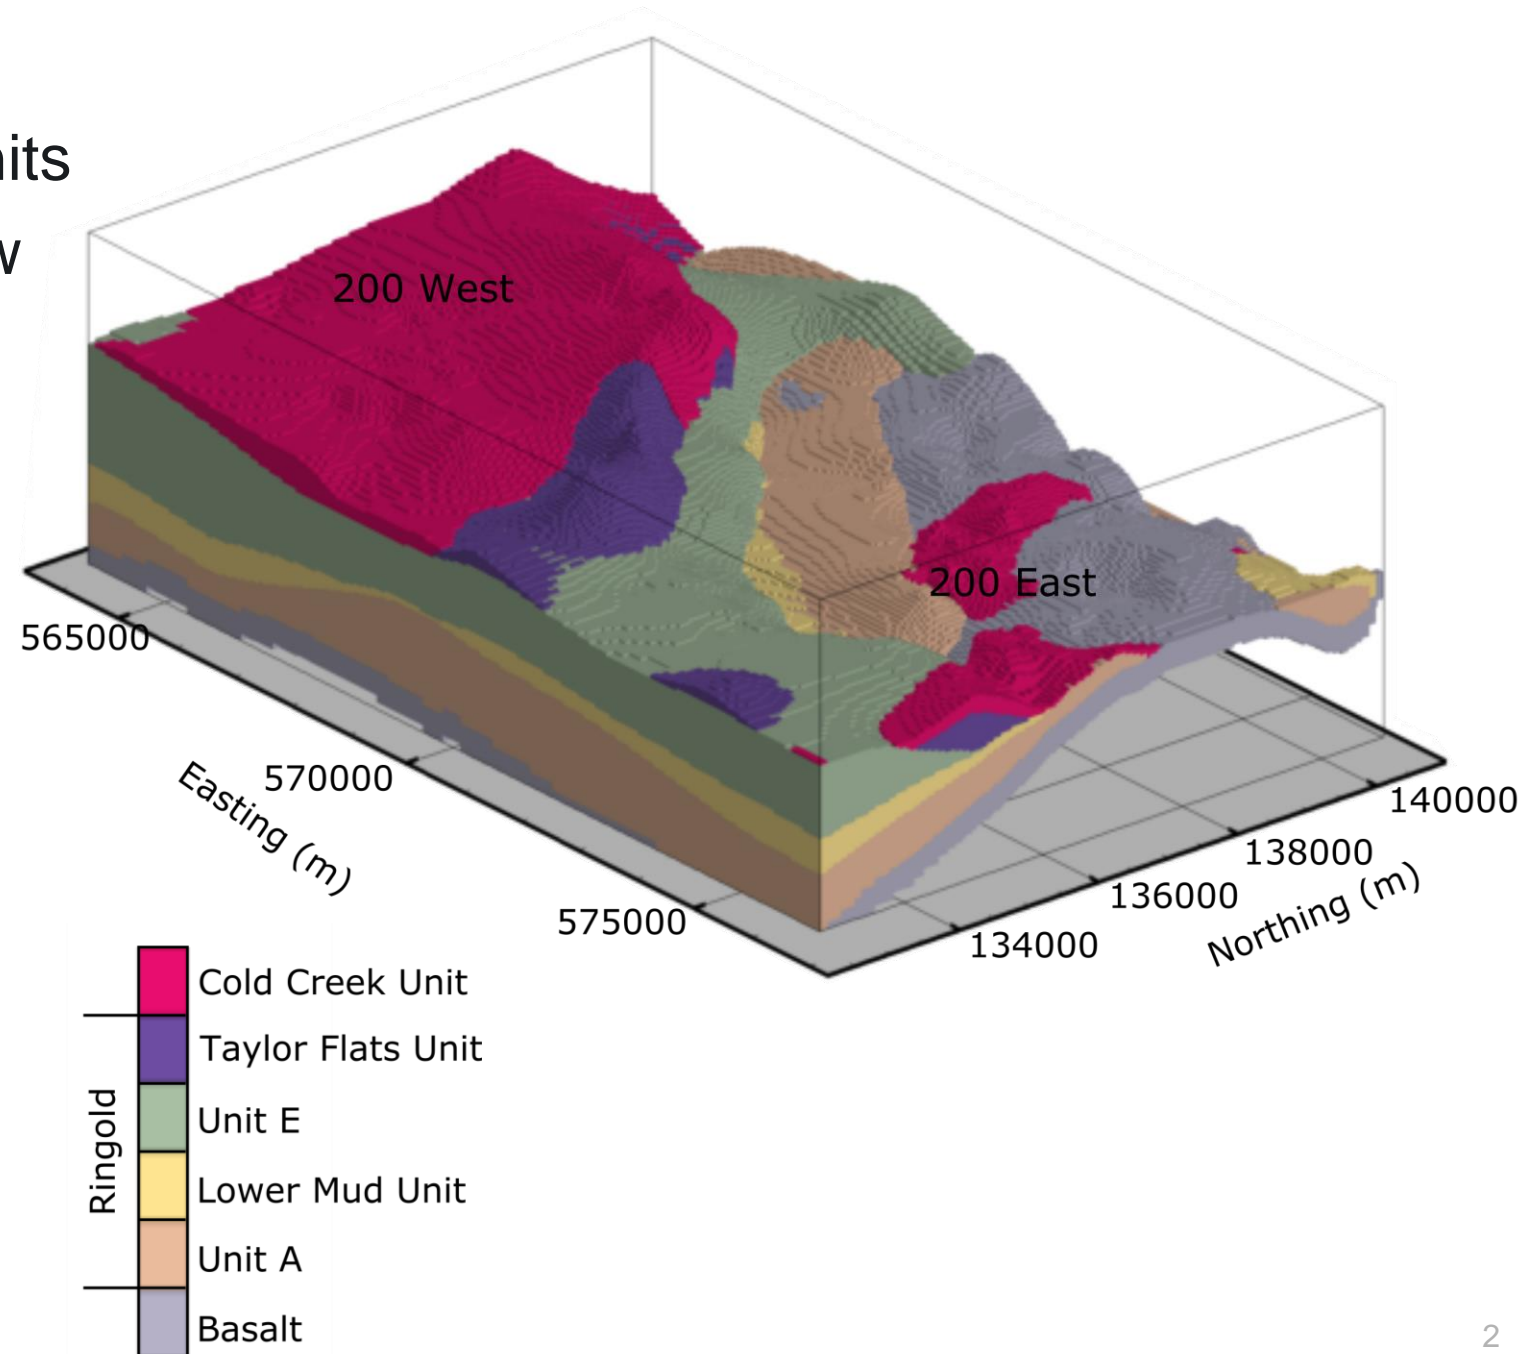 200 West
200 East
565000
570000
575000
Easting (m)
134000
136000
138000
140000
Northing (m)
Cold Creek Unit
Taylor Flats Unit
Unit E
Lower Mud Unit
Unit A
Basalt
Ringold
2